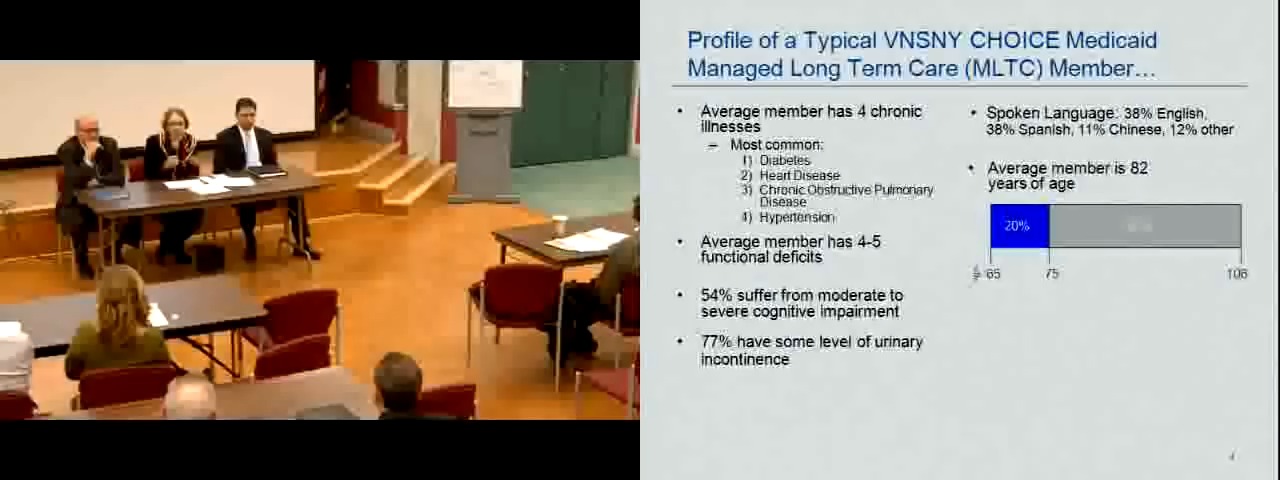 Profile of a Typical VNSNY CHOICE Medicaid
Managed Long Term Care (MLTC) Member…
• Average member has 4 chronic
illnesses
– Most common:
1) Diabetes
2) Heart Disease
3) Chronic Obstructive Pulmonary
Disease
4) Hypertension
• Average member has 4-5
functional deficits
• 54% suffer from moderate to
severe cognitive impairment
• 77% have some level of urinary
incontinence
• Spoken Language: 38% English,
38% Spanish, 11% Chinese, 12% other
• Average member is 82
years of age
20%
65 75 106
4